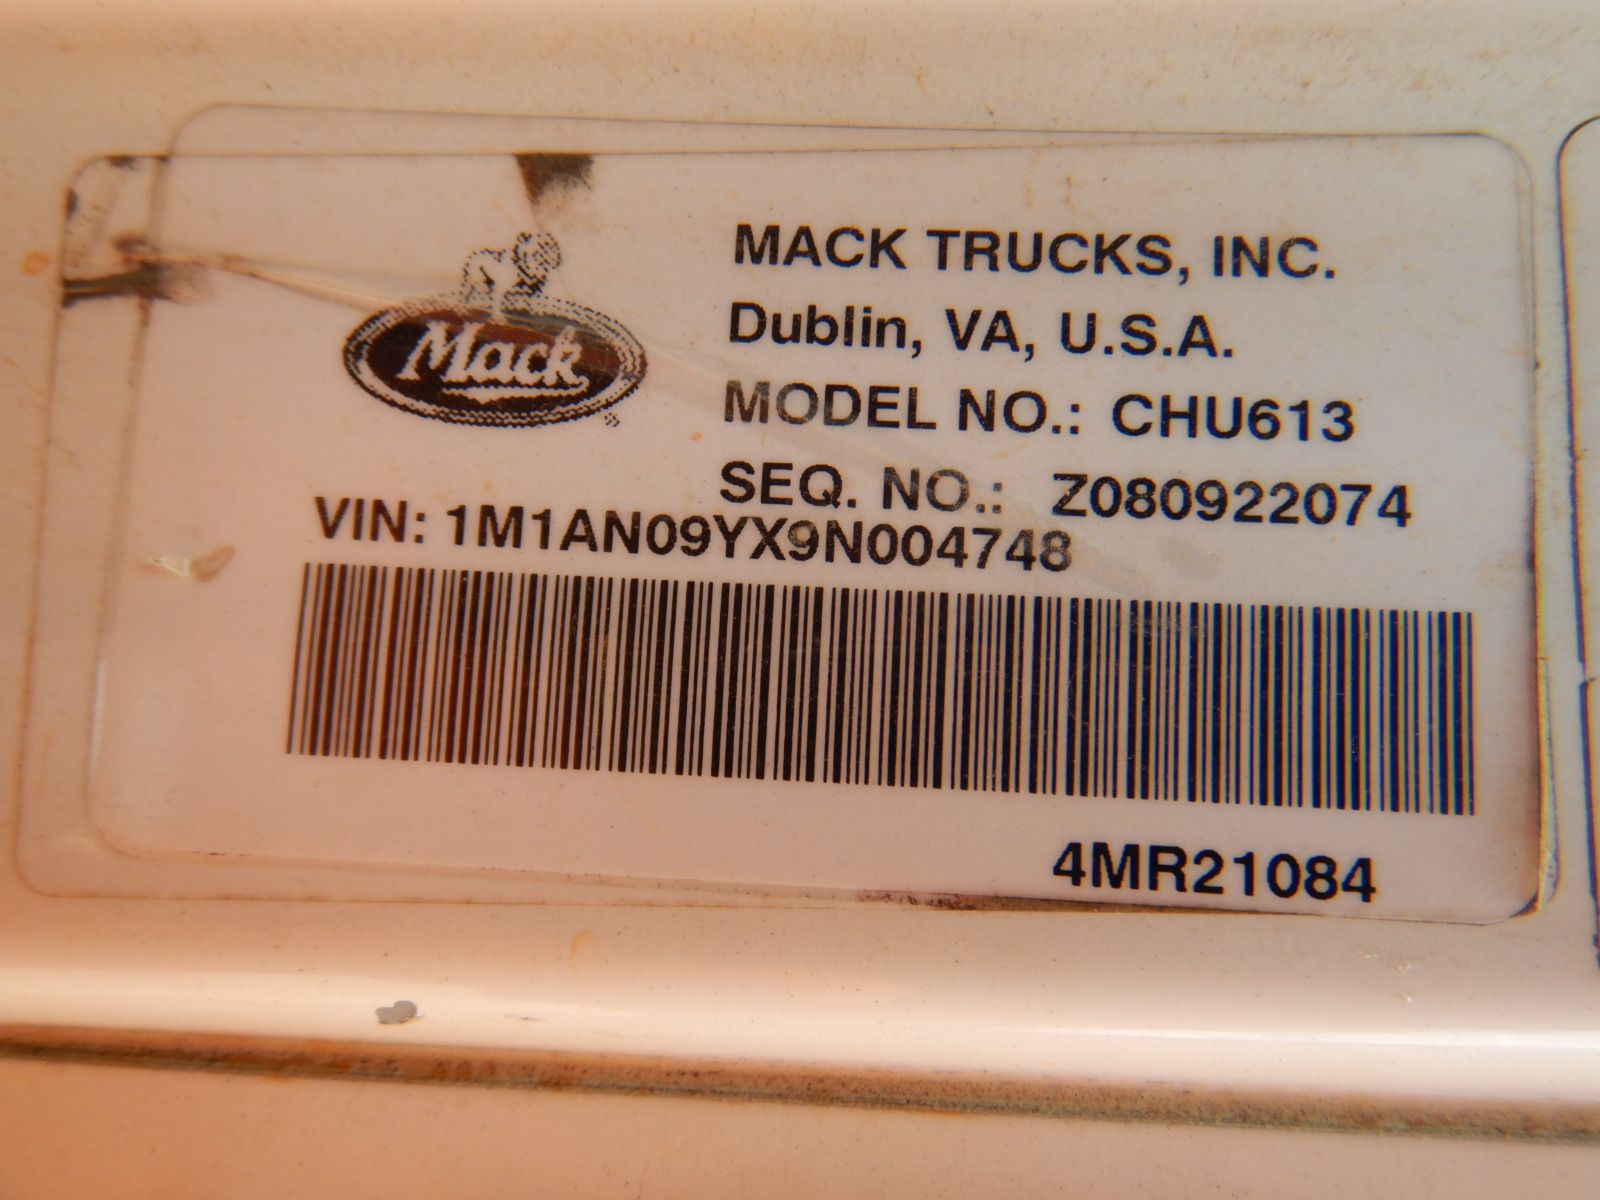 Mack
®
MACK TRUCKS, INC.
Dublin, VA, U.S.A.
MODEL NO.: CHU613
SEQ. NO.: Z080922074
VIN: 1M1AN09YX9N004748
4MR21084